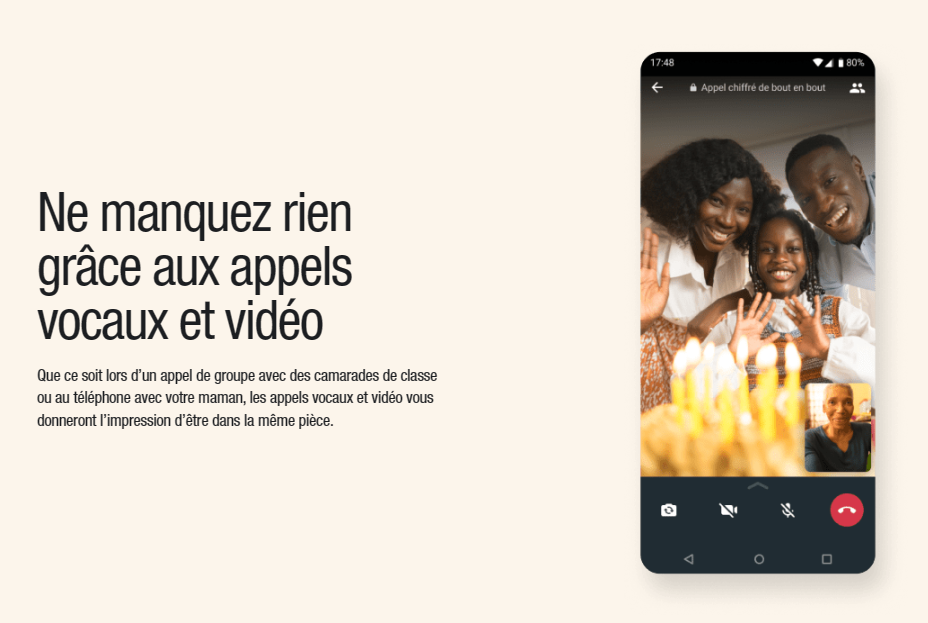 Ne manquez rien
grâce aux appels
vocaux et vidéo
Que ce soit lors d’un appel de groupe avec des camarades de classe
ou au téléphone avec votre maman, les appels vocaux et vidéo vous
donneront l’impression d’être dans la même pièce.
17:48 80%
Appel chiffré de bout en bout